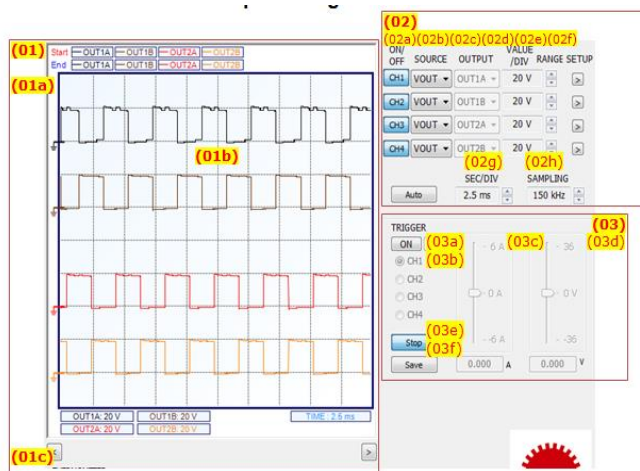 (01)
Start OUT1A OUT1B OUT2A OUT2B
End OUT1A OUT1B OUT2A OUT2B
(01a)
(01b)
OUT1A: 20 V OUT1B: 20 V TIME : 2.5 ms
OUT2A: 20 V OUT2B: 20 V
(01c) < >
(02)
(02a)(02b)(02c)(02d)(02e)(02f)
ON/OFF SOURCE OUTPUT VALUE/DIV RANGE SETUP
CH1 VOUT OUT1A 20 V >
CH2 VOUT OUT1B 20 V >
CH3 VOUT OUT2A 20 V >
CH4 VOUT OUT2B 20 V >
(02g) (02h)
SEC/DIV SAMPLING
Auto 2.5 ms 150 kHz
(03)
TRIGGER
ON (03a) - 6 A (03c) - 36 (03d)
CH1 (03b)
CH2
CH3 - 0 A - 0 V
CH4
(03e)
Stop - -6 A - -36
(03f)
Save 0.000 A 0.000 V